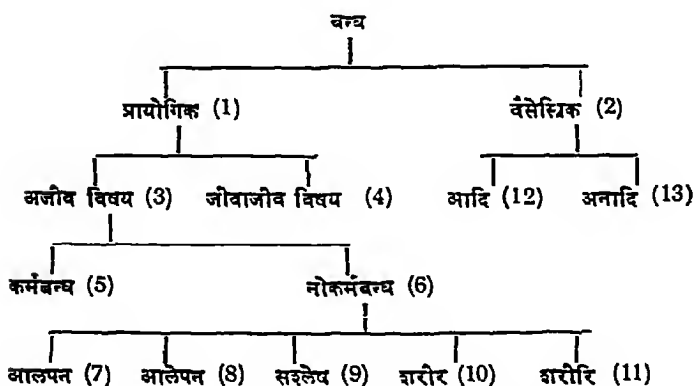 बन्ध
प्रायोगिक (1) वैसेस्रिक (2)
अजीव विषय (3) जीवाजीव विषय (4) आदि (12) अनादि (13)
कर्मबन्ध (5) नोकर्मबन्ध (6)
आलपन (7) आलेपन (8) सश्लेष (9) शरीर (10) शरीरि (11)